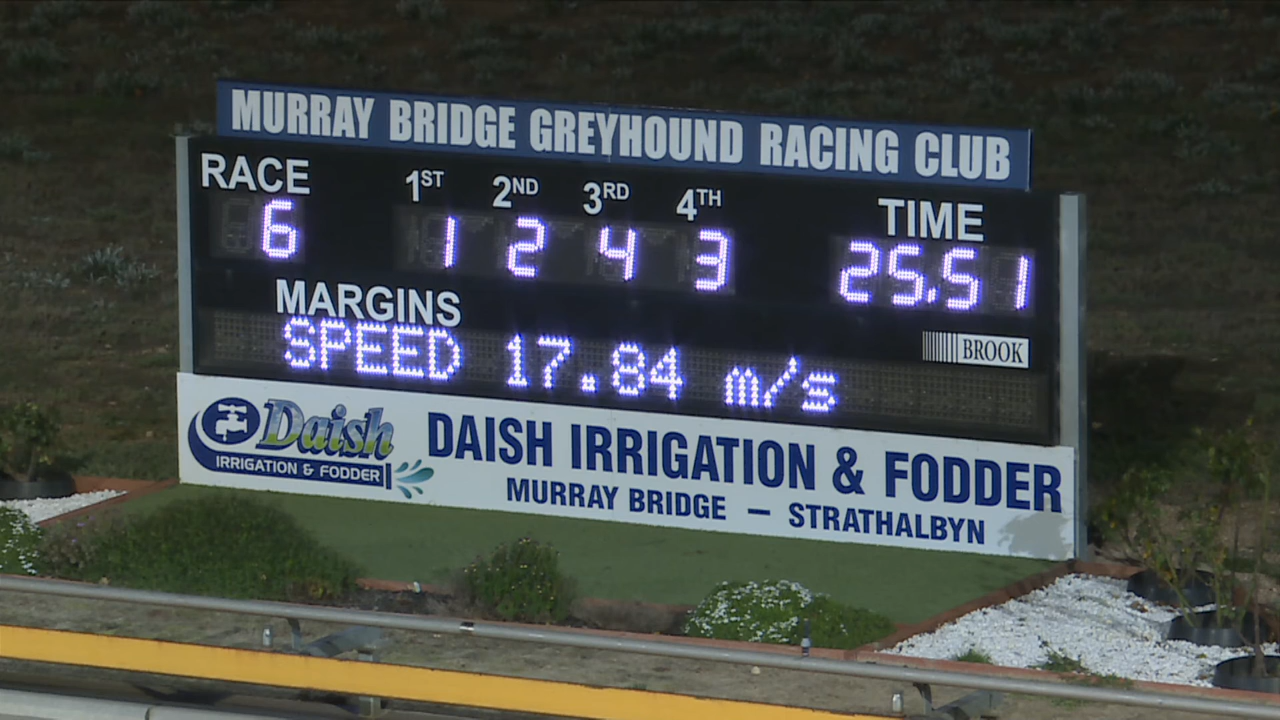 MURRAY BRIDGE GREYHOUND RACING CLUB
RACE 1ST 2ND 3RD 4TH TIME
6 1 2 4 3 25.51
MARGINS
SPEED 17.84 m/s
BROOK
Daish
IRRIGATION & FODDER
DAISH IRRIGATION & FODDER
MURRAY BRIDGE – STRATHALBYN